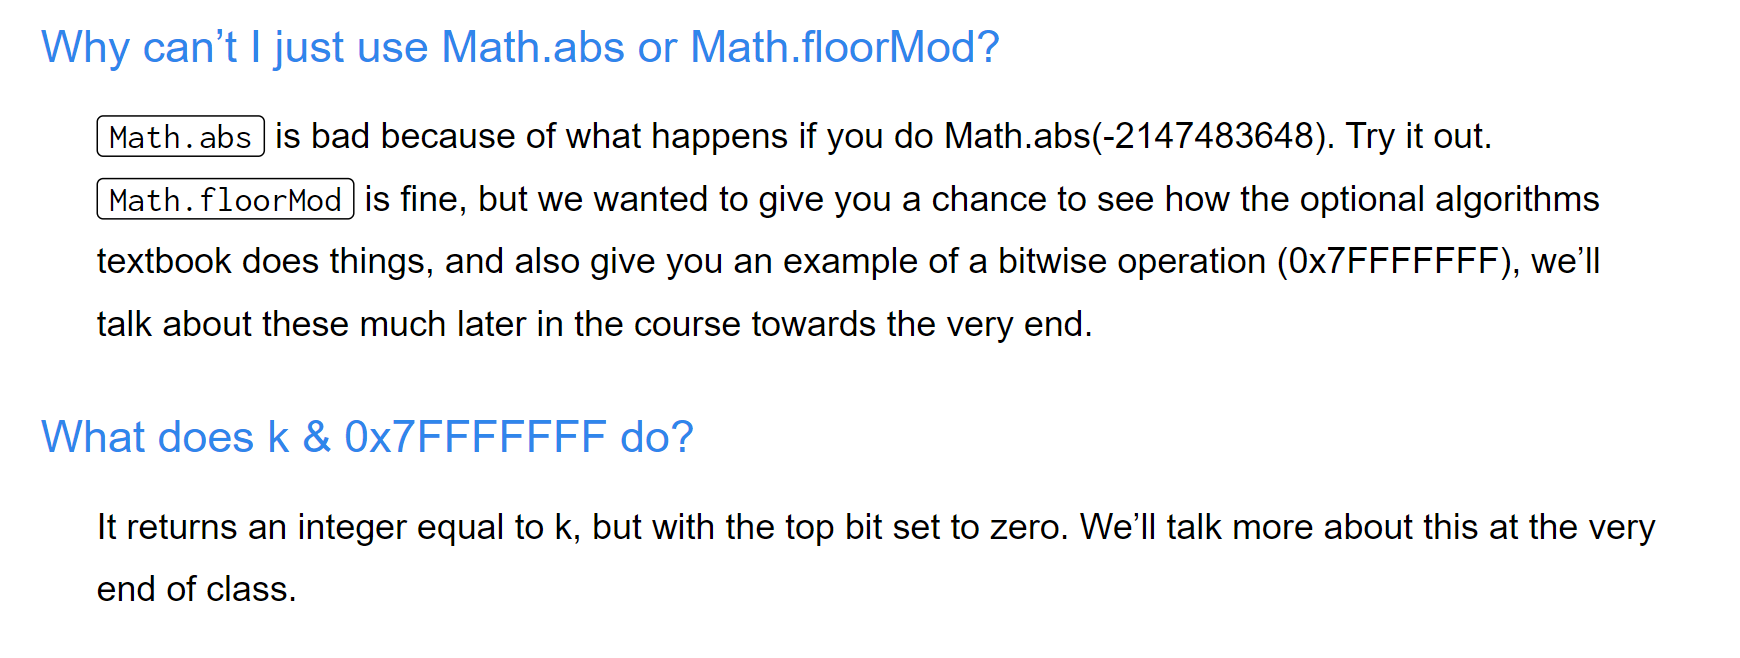 Why can’t I just use Math.abs or Math.floorMod?
Math.abs is bad because of what happens if you do Math.abs(-2147483648). Try it out.
Math.floorMod is fine, but we wanted to give you a chance to see how the optional algorithms
textbook does things, and also give you an example of a bitwise operation (0x7FFFFFFF), we’ll
talk about these much later in the course towards the very end.
What does k & 0x7FFFFFFF do?
It returns an integer equal to k, but with the top bit set to zero. We’ll talk more about this at the very
end of class.